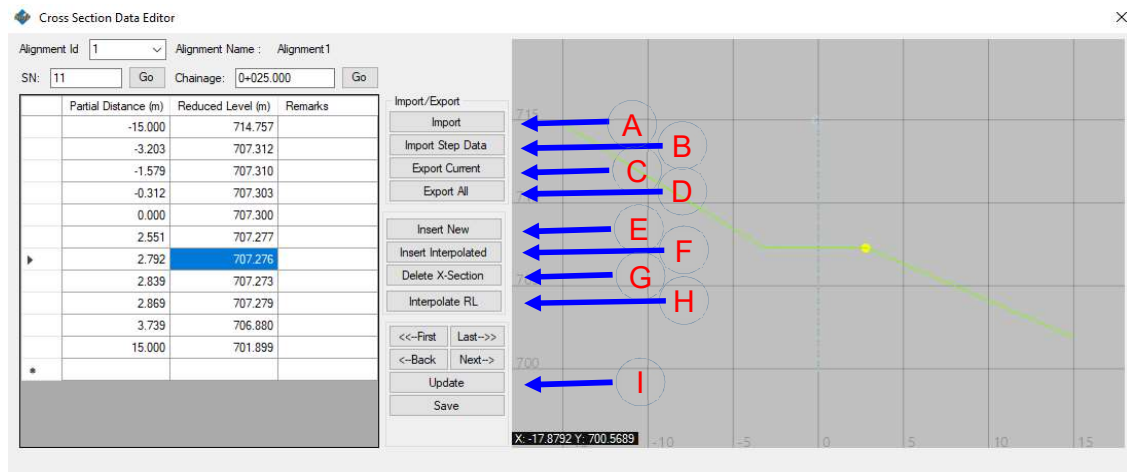 Cross Section Data Editor
Alignment Id 1 Alignment Name : Alignment1
SN: 11 Go Chainage: 0+025.000 Go
Partial Distance (m) Reduced Level (m) Remarks
-15.000 714.757
-3.203 707.312
-1.579 707.310
-0.312 707.303
0.000 707.300
2.551 707.277
2.792 707.276
2.839 707.273
2.869 707.279
3.739 706.880
15.000 701.899
Import/Export
Import
Import Step Data
Export Current
Export All
Insert New
Insert Interpolated
Delete X-Section
Interpolate RL
<<--First Last-->>
<--Back Next-->
Update
Save
715
A
B
C
D
E
F
G
H
700
I
X: -17.8792 Y: 700.5689
-10 -5 0 5 10 15